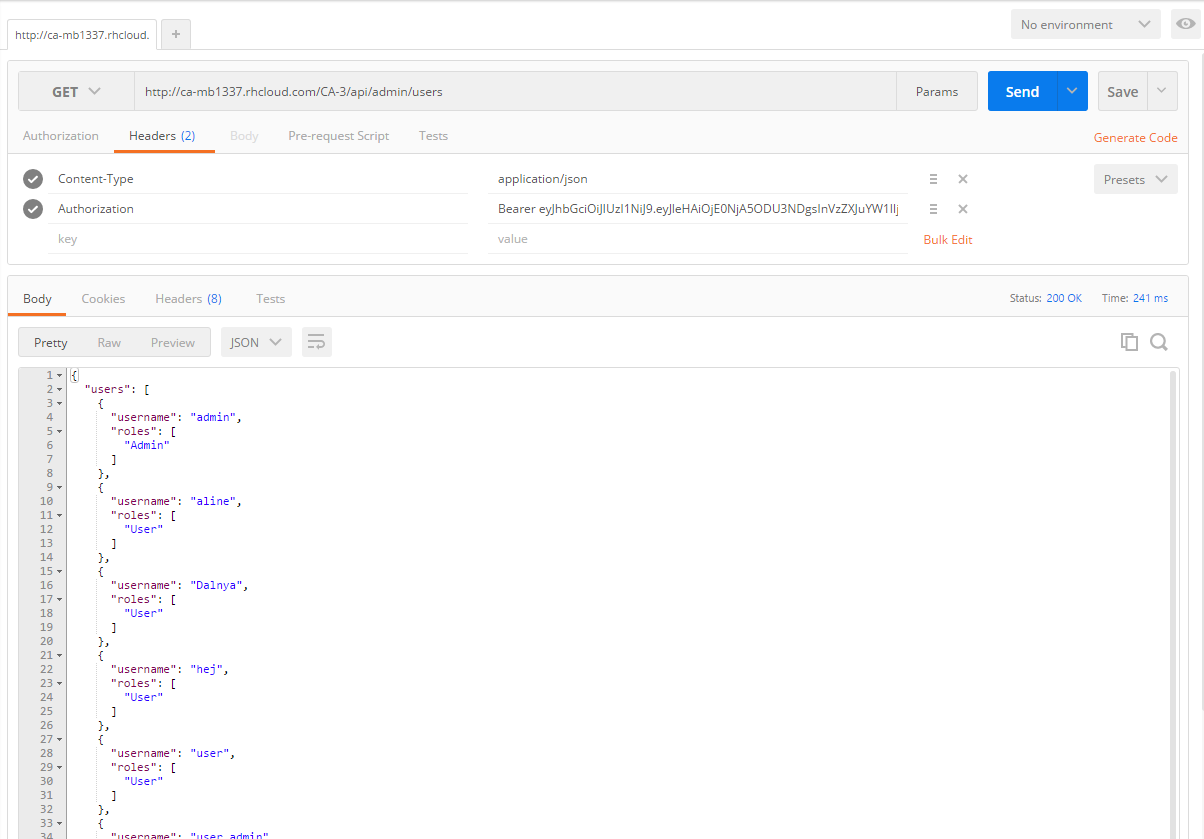 http://ca-mb1337.rhcloud.
+
No environment
GET
http://ca-mb1337.rhcloud.com/CA-3/api/admin/users
Params
Send
Save
Authorization
Headers (2)
Body
Pre-request Script
Tests
Generate Code
Content-Type
application/json
Presets
Authorization
Bearer eyJhbGciOiJIUzI1NiJ9.eyJleHAiOjE0NjA5ODU3NDgsInVzZXJuYW1lIj
key
value
Bulk Edit
Body
Cookies
Headers (8)
Tests
Status: 200 OK
Time: 241 ms
Pretty
Raw
Preview
JSON
1 {
2 "users": [
3 {
4 "username": "admin",
5 "roles": [
6 "Admin"
7 ]
8 },
9 {
10 "username": "aline",
11 "roles": [
12 "User"
13 ]
14 },
15 {
16 "username": "Dalnya",
17 "roles": [
18 "User"
19 ]
20 },
21 {
22 "username": "hej",
23 "roles": [
24 "User"
25 ]
26 },
27 {
28 "username": "user",
29 "roles": [
30 "User"
31 ]
32 },
33 {
34 "username": "user_admin"